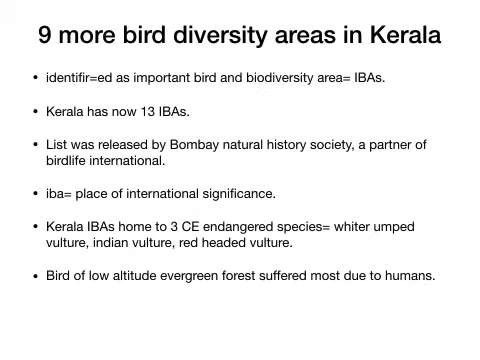 9 more bird diversity areas in Kerala
• identifir=ed as important bird and biodiversity area= IBAs.
• Kerala has now 13 IBAs.
• List was released by Bombay natural history society, a partner of
birdlife international.
• iba= place of international significance.
• Kerala IBAs home to 3 CE endangered species= whiter umped
vulture, indian vulture, red headed vulture.
• Bird of low altitude evergreen forest suffered most due to humans.